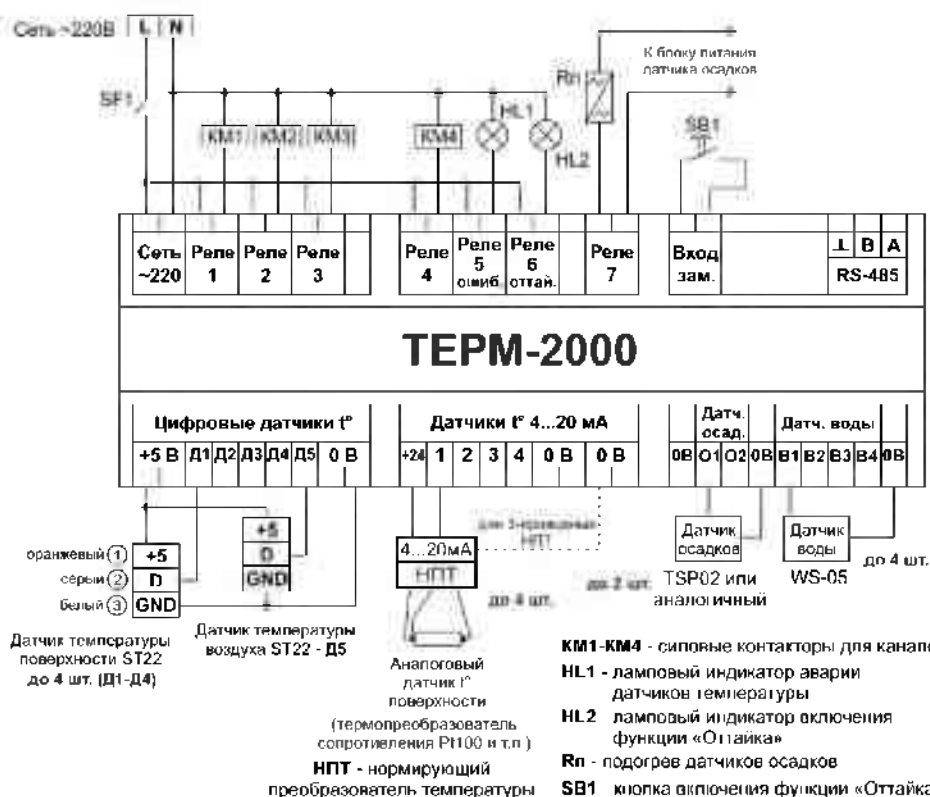 Сеть ~220В L N
К блоку питания
датчика осадков
Rп
SF1
HL1
SB1
KM1 KM2 KM3 KM4
HL2
Сеть ~220
Реле 1
Реле 2
Реле 3
Реле 4
Реле 5 ошиб.
Реле 6 оттай.
Реле 7
Вход зам.
⊥ B A
RS-485
ТЕРМ-2000
Цифровые датчики t°
+5 В Д1 Д2 Д3 Д4 Д5 0 В
Датчики t° 4...20 мА
+24 1 2 3 4 0 В 0 В
Датч. осад.
Датч. воды
0В О1 О2 0В В1 В2 В3 В4 0В
оранжевый 1 +5
серый 2 D
белый 3 GND
+5
D
GND
4...20мА
НПТ
для 3-проводных
НПТ
Датчик
осадков
Датчик
воды
до 4 шт.
до 2 шт.
до 4 шт.
TSP02 или
аналогичный
WS-05
Датчик температуры
поверхности ST22
до 4 шт. (Д1-Д4)
Датчик температуры
воздуха ST22 - Д5
Аналоговый
датчик t°
поверхности
(термопреобразователь
сопротивления Pt100 и т.п.)
НПТ - нормирующий
преобразователь температуры
KM1-KM4 - силовые контакторы для канало
HL1 - ламповый индикатор аварии
датчиков температуры
HL2 ламповый индикатор включения
функции «Оттайка»
Rп - подогрев датчиков осадков
SB1 кнопка включения функции «Оттайка